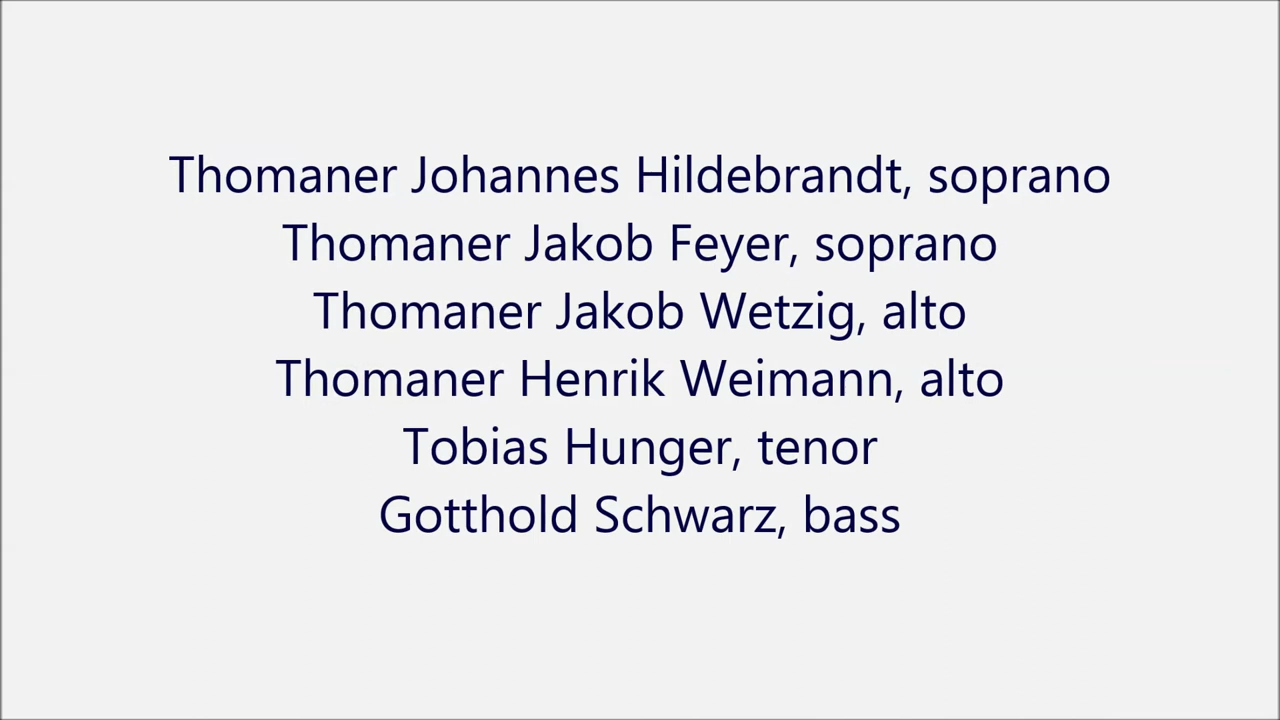 Thomaner Johannes Hildebrandt, soprano
Thomaner Jakob Feyer, soprano
Thomaner Jakob Wetzig, alto
Thomaner Henrik Weimann, alto
Tobias Hunger, tenor
Gotthold Schwarz, bass